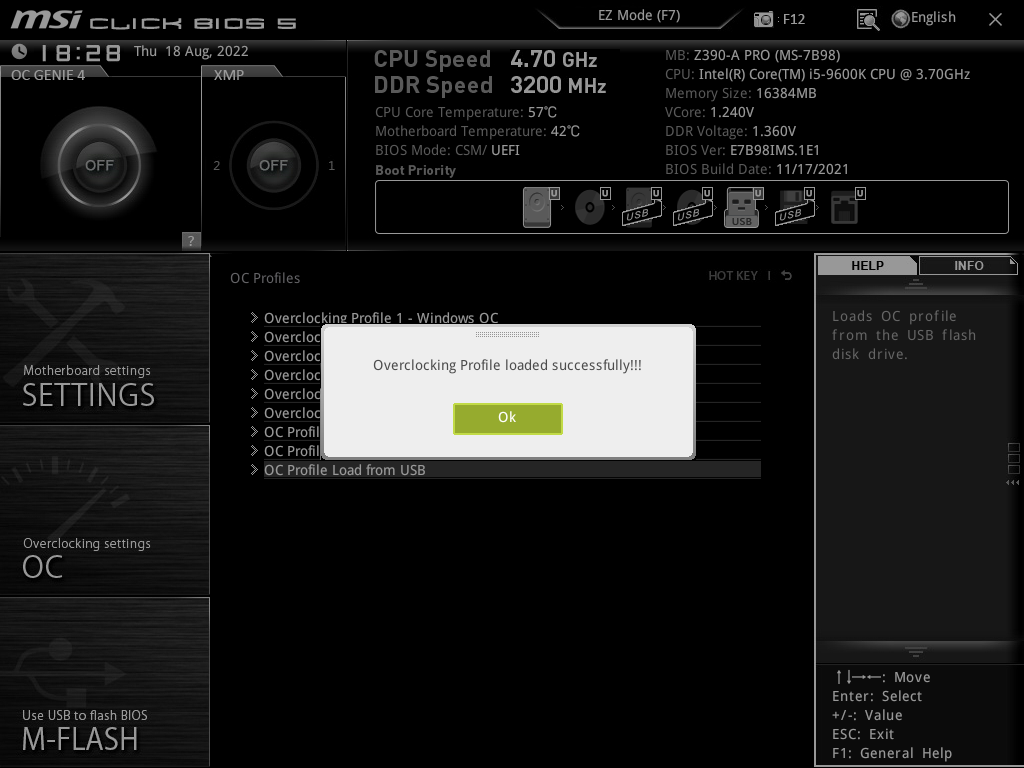 msi CLICK BIOS 5
EZ Mode (F7)
: F12
English
18:28 Thu 18 Aug, 2022
OC GENIE 4
XMP
OFF
2 OFF 1
?
CPU Speed 4.70 GHz
DDR Speed 3200 MHz
CPU Core Temperature: 57℃
Motherboard Temperature: 42℃
BIOS Mode: CSM/ UEFI
Boot Priority
MB: Z390-A PRO (MS-7B98)
CPU: Intel(R) Core(TM) i5-9600K CPU @ 3.70GHz
Memory Size: 16384MB
VCore: 1.240V
DDR Voltage: 1.360V
BIOS Ver: E7B98IMS.1E1
BIOS Build Date: 11/17/2021
U U U U U U U
USB USB USB USB
Motherboard settings
SETTINGS
Overclocking settings
OC
Use USB to flash BIOS
M-FLASH
OC Profiles
HOT KEY |
Overclocking Profile 1 - Windows OC
Overcloc
Overcloc
Overcloc
Overcloc
Overcloc
OC Profil
OC Profil
OC Profile Load from USB
Overclocking Profile loaded successfully!!!
Ok
HELP
INFO
Loads OC profile
from the USB flash
disk drive.
↑↓→←: Move
Enter: Select
+/-: Value
ESC: Exit
F1: General Help